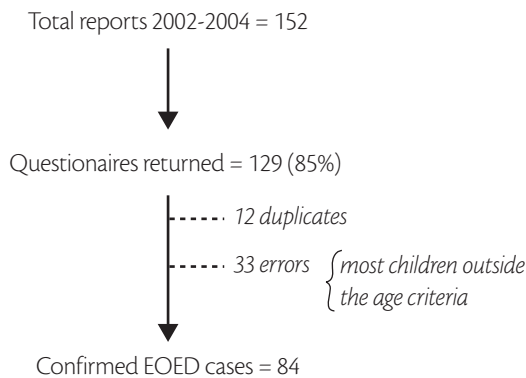 Total reports 2002-2004 = 152
Questionaires returned = 129 (85%)
12 duplicates
33 errors { most children outside
the age criteria
Confirmed EOED cases = 84